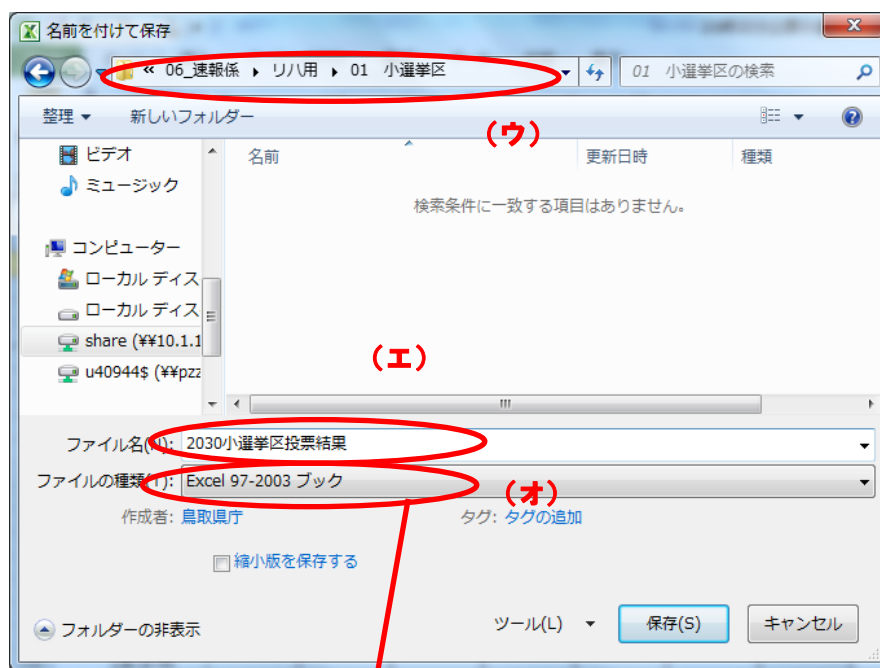 名前を付けて保存
« 06_速報係 ▸ リハ用 ▸ 01 小選挙区
01 小選挙区の検索
整理
新しいフォルダー
(ウ)
ビデオ
ミュージック
コンピューター
ローカル ディス
ローカル ディス
share (¥¥10.1.1
u40944$ (¥¥pzz
名前
更新日時
種類
検索条件に一致する項目はありません。
(エ)
ファイル名(N): 2030小選挙区投票結果
ファイルの種類(T): Excel 97-2003 ブック
(オ)
作成者: 鳥取県庁
タグ: タグの追加
縮小版を保存する
フォルダーの非表示
ツール(L)
保存(S)
キャンセル